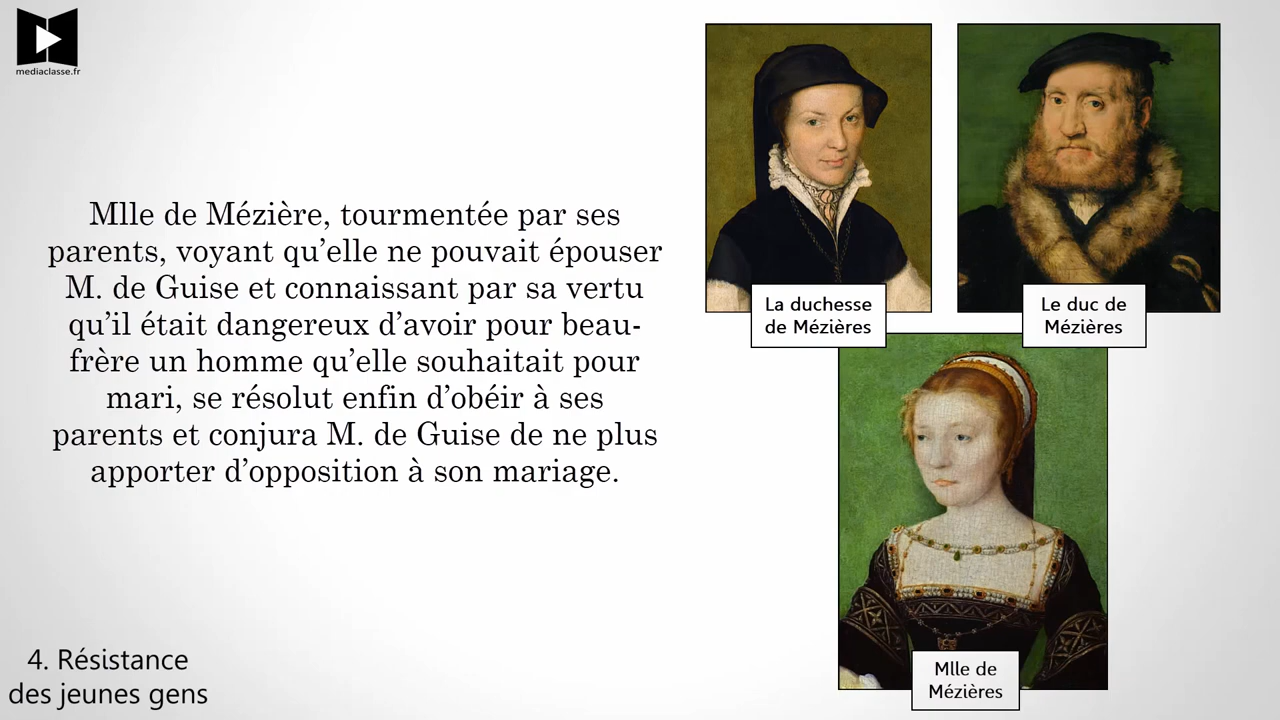 mediaclasse.fr
Mlle de Mézière, tourmentée par ses
parents, voyant qu’elle ne pouvait épouser
M. de Guise et connaissant par sa vertu
qu’il était dangereux d’avoir pour beau-
frère un homme qu’elle souhaitait pour
mari, se résolut enfin d’obéir à ses
parents et conjura M. de Guise de ne plus
apporter d’opposition à son mariage.
La duchesse
de Mézières
Le duc de
Mézières
Mlle de
Mézières
4. Résistance
des jeunes gens